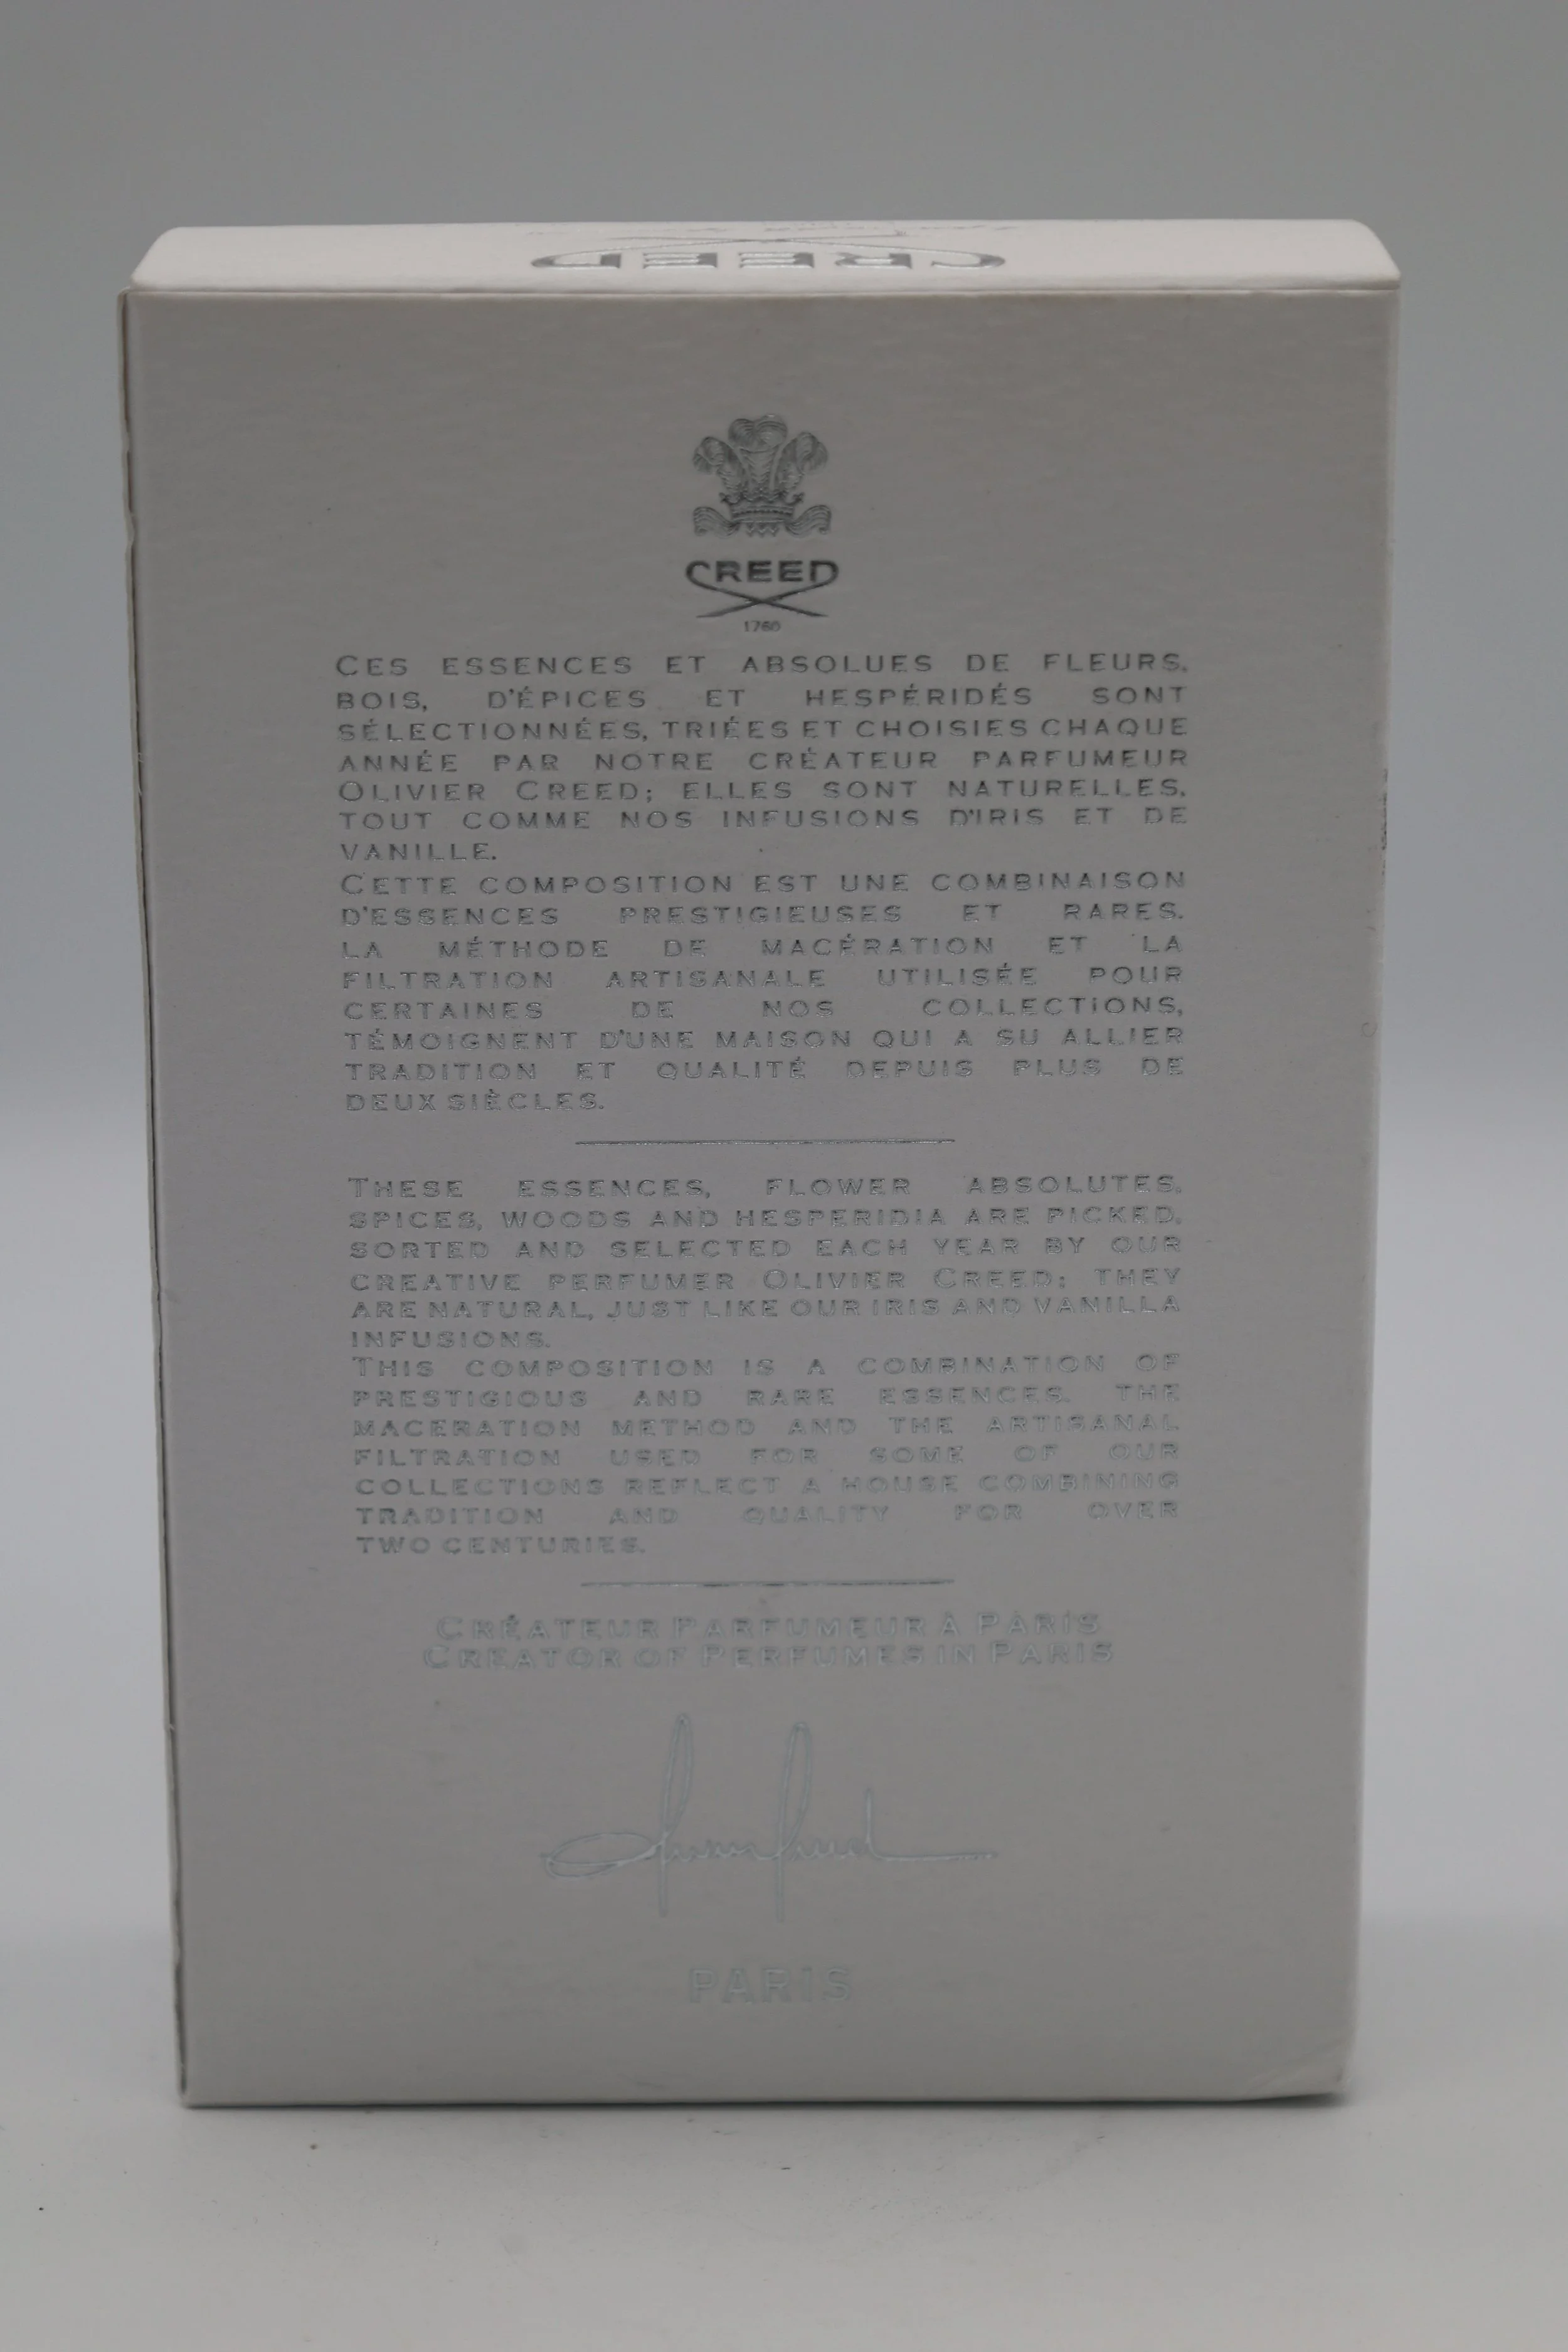 CREED
CREED
1760
CES ESSENCES ET ABSOLUES DE FLEURS,
BOIS, D'ÉPICES ET HESPÉRIDÉS SONT
SÉLECTIONNÉES, TRIÉES ET CHOISIES CHAQUE
ANNÉE PAR NOTRE CRÉATEUR PARFUMEUR
OLIVIER CREED; ELLES SONT NATURELLES,
TOUT COMME NOS INFUSIONS D'IRIS ET DE
VANILLE.
CETTE COMPOSITION EST UNE COMBINAISON
D'ESSENCES PRESTIGIEUSES ET RARES.
LA MÉTHODE DE MACÉRATION ET LA
FILTRATION ARTISANALE UTILISÉE POUR
CERTAINES DE NOS COLLECTIONS,
TÉMOIGNENT D'UNE MAISON QUI A SU ALLIER
TRADITION ET QUALITÉ DEPUIS PLUS DE
DEUX SIÈCLES.
THESE ESSENCES, FLOWER ABSOLUTES,
SPICES, WOODS AND HESPERIDIA ARE PICKED,
SORTED AND SELECTED EACH YEAR BY OUR
CREATIVE PERFUMER OLIVIER CREED; THEY
ARE NATURAL, JUST LIKE OUR IRIS AND VANILLA
INFUSIONS.
THIS COMPOSITION IS A COMBINATION OF
PRESTIGIOUS AND RARE ESSENCES. THE
MACERATION METHOD AND THE ARTISANAL
FILTRATION USED FOR SOME OF OUR
COLLECTIONS REFLECT A HOUSE COMBINING
TRADITION AND QUALITY FOR OVER
TWO CENTURIES.
CRÉATEUR PARFUMEUR À PARIS
CREATOR OF PERFUMES IN PARIS
PARIS